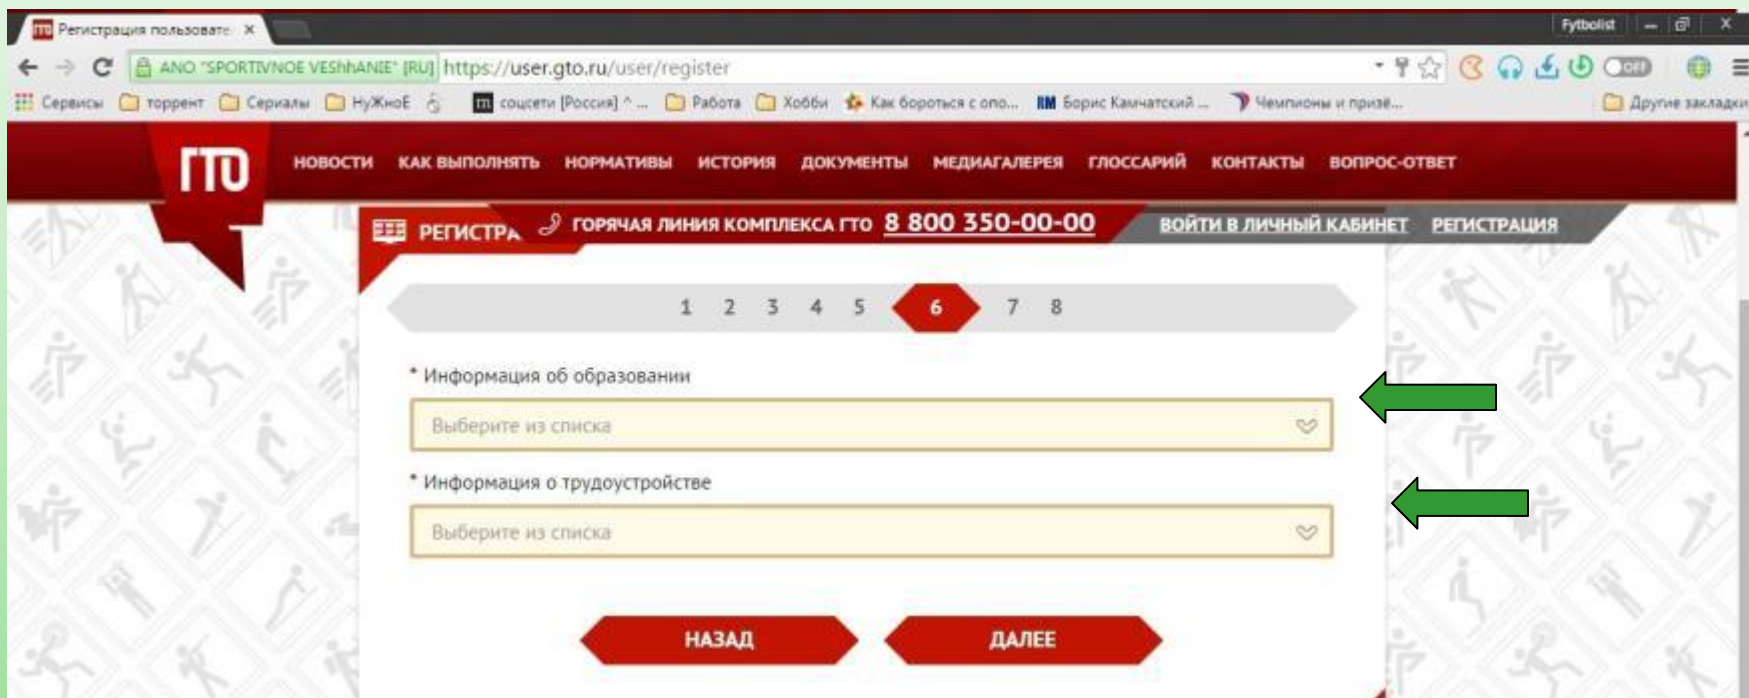 Регистрация пользовате
Fytbolist
ANO "SPORTIVNOE VEShhANIE" [RU] https://user.gto.ru/user/register
OFF
Сервисы торрент Сериалы НуЖноЕ соцсети [Россия] ^ ... Работа Хобби Как бороться с опо... Борис Камчатский ... Чемпионы и призё... Другие закладки
ГТО НОВОСТИ КАК ВЫПОЛНЯТЬ НОРМАТИВЫ ИСТОРИЯ ДОКУМЕНТЫ МЕДИАГАЛЕРЕЯ ГЛОССАРИЙ КОНТАКТЫ ВОПРОС-ОТВЕТ
РЕГИСТРА ГОРЯЧАЯ ЛИНИЯ КОМПЛЕКСА ГТО 8 800 350-00-00 ВОЙТИ В ЛИЧНЫЙ КАБИНЕТ РЕГИСТРАЦИЯ
1 2 3 4 5 6 7 8
* Информация об образовании
Выберите из списка
* Информация о трудоустройстве
Выберите из списка
НАЗАД ДАЛЕЕ